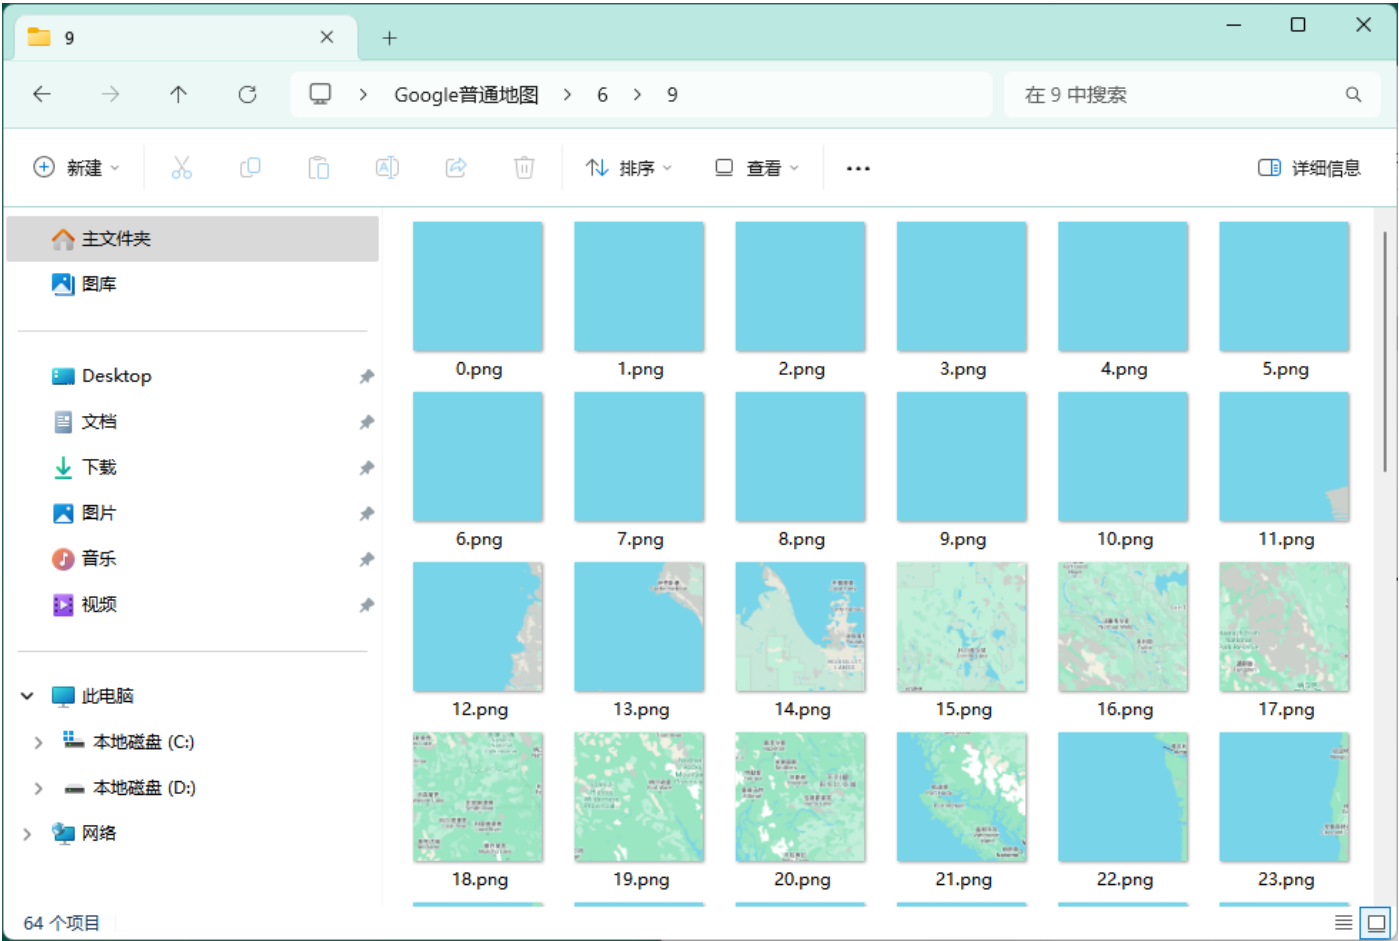 9
Google普通地图 > 6 > 9
在 9 中搜索
新建
排序
查看
详细信息
主文件夹
图库
Desktop
文档
下载
图片
音乐
视频
此电脑
本地磁盘 (C:)
本地磁盘 (D:)
网络
0.png
1.png
2.png
3.png
4.png
5.png
6.png
7.png
8.png
9.png
10.png
11.png
12.png
13.png
14.png
15.png
16.png
17.png
18.png
19.png
20.png
21.png
22.png
23.png
64 个项目